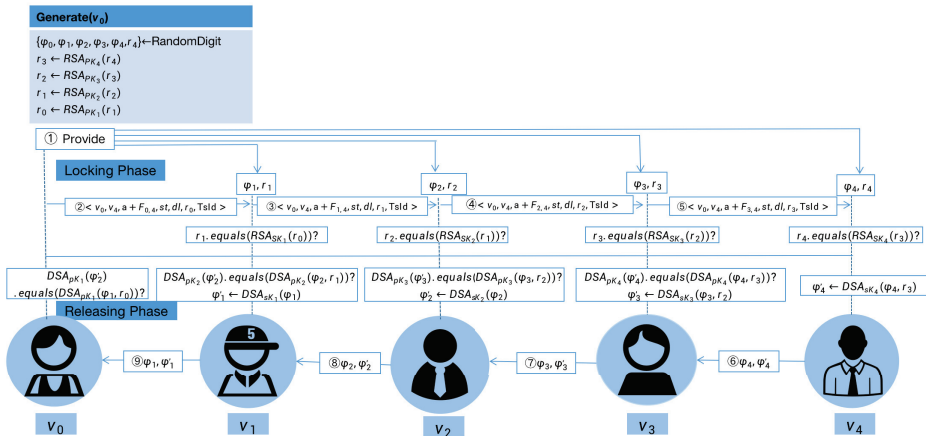 Generate(v₀)
{φ₀, φ₁, φ₂, φ₃, φ₄, r₄}←RandomDigit
r₃ ← RSA_PK₄(r₄)
r₂ ← RSA_PK₃(r₃)
r₁ ← RSA_PK₂(r₂)
r₀ ← RSA_PK₁(r₁)
① Provide
Locking Phase
φ₁, r₁
φ₂, r₂
φ₃, r₃
φ₄, r₄
②< v₀, v₄, a + F₀,₄, st, dl, r₀, TsId >
③< v₀, v₄, a + F₁,₄, st, dl, r₁, TsId >
④< v₀, v₄, a + F₂,₄, st, dl, r₂, TsId >
⑤< v₀, v₄, a + F₃,₄, st, dl, r₃, TsId >
r₁.equals(RSA_SK₁(r₀))?
r₂.equals(RSA_SK₂(r₁))?
r₃.equals(RSA_SK₃(r₂))?
r₄.equals(RSA_SK₄(r₃))?
DSA_pK₁(φ′₂)
.equals(DSA_pK₁(φ₁, r₀))?
DSA_pK₂(φ′₂).equals(DSA_pK₂(φ₂, r₁))?
φ′₁ ← DSA_sK₁(φ₁)
DSA_pK₃(φ′₃).equals(DSA_pK₃(φ₃, r₂))?
φ′₂ ← DSA_sK₂(φ₂)
DSA_pK₄(φ′₄).equals(DSA_pK₄(φ₄, r₃))?
φ′₃ ← DSA_sK₃(φ₃, r₂)
φ′₄ ← DSA_sK₄(φ₄, r₃)
Releasing Phase
5
⑨φ₁, φ′₁
⑧φ₂, φ′₂
⑦φ₃, φ′₃
⑥φ₄, φ′₄
v₀
v₁
v₂
v₃
v₄